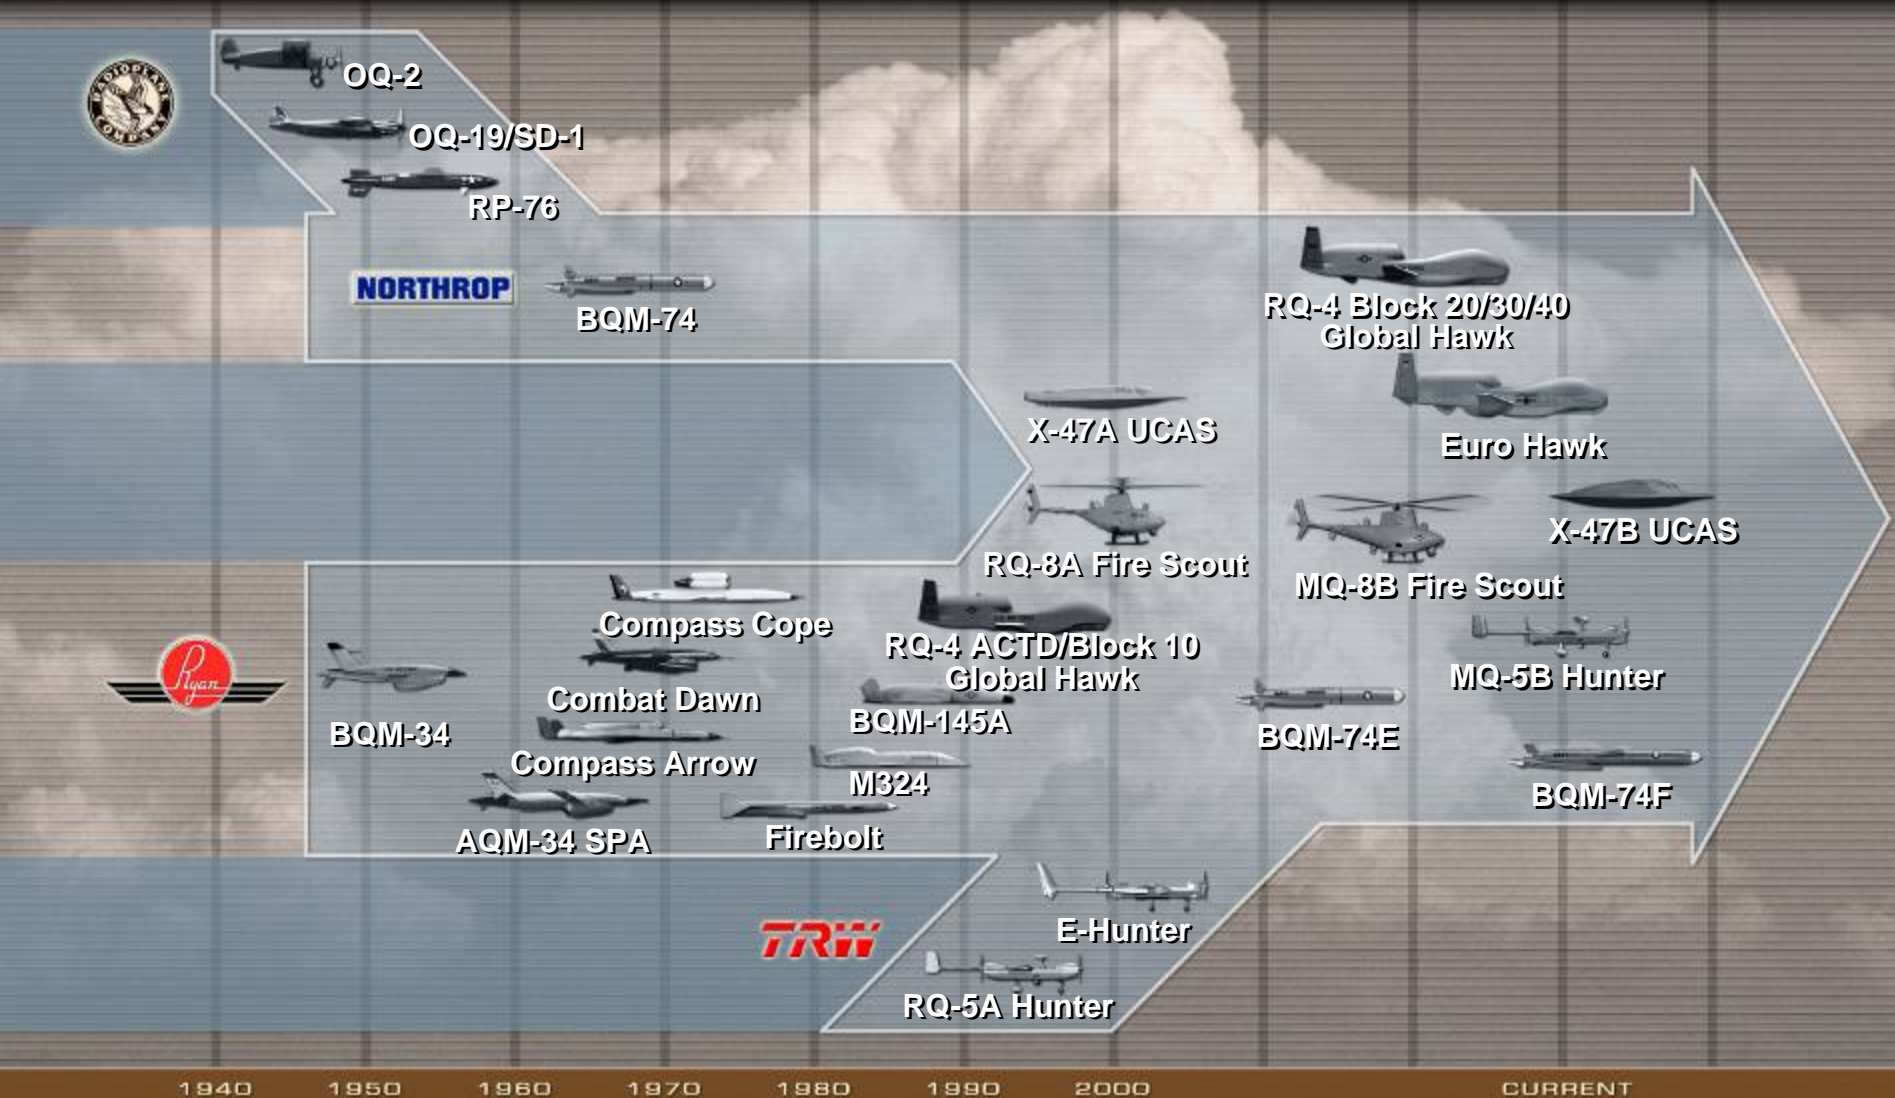 RADIOPLANE COMPANY
OQ-2
OQ-19/SD-1
RP-76
NORTHROP
BQM-74
RQ-4 Block 20/30/40
Global Hawk
Euro Hawk
X-47A UCAS
RQ-8A Fire Scout
MQ-8B Fire Scout
X-47B UCAS
Compass Cope
Ryan
BQM-34
Combat Dawn
Compass Arrow
AQM-34 SPA
RQ-4 ACTD/Block 10
Global Hawk
BQM-145A
M324
Firebolt
MQ-5B Hunter
BQM-74E
BQM-74F
TRW
E-Hunter
RQ-5A Hunter
1940 1950 1960 1970 1980 1990 2000 CURRENT